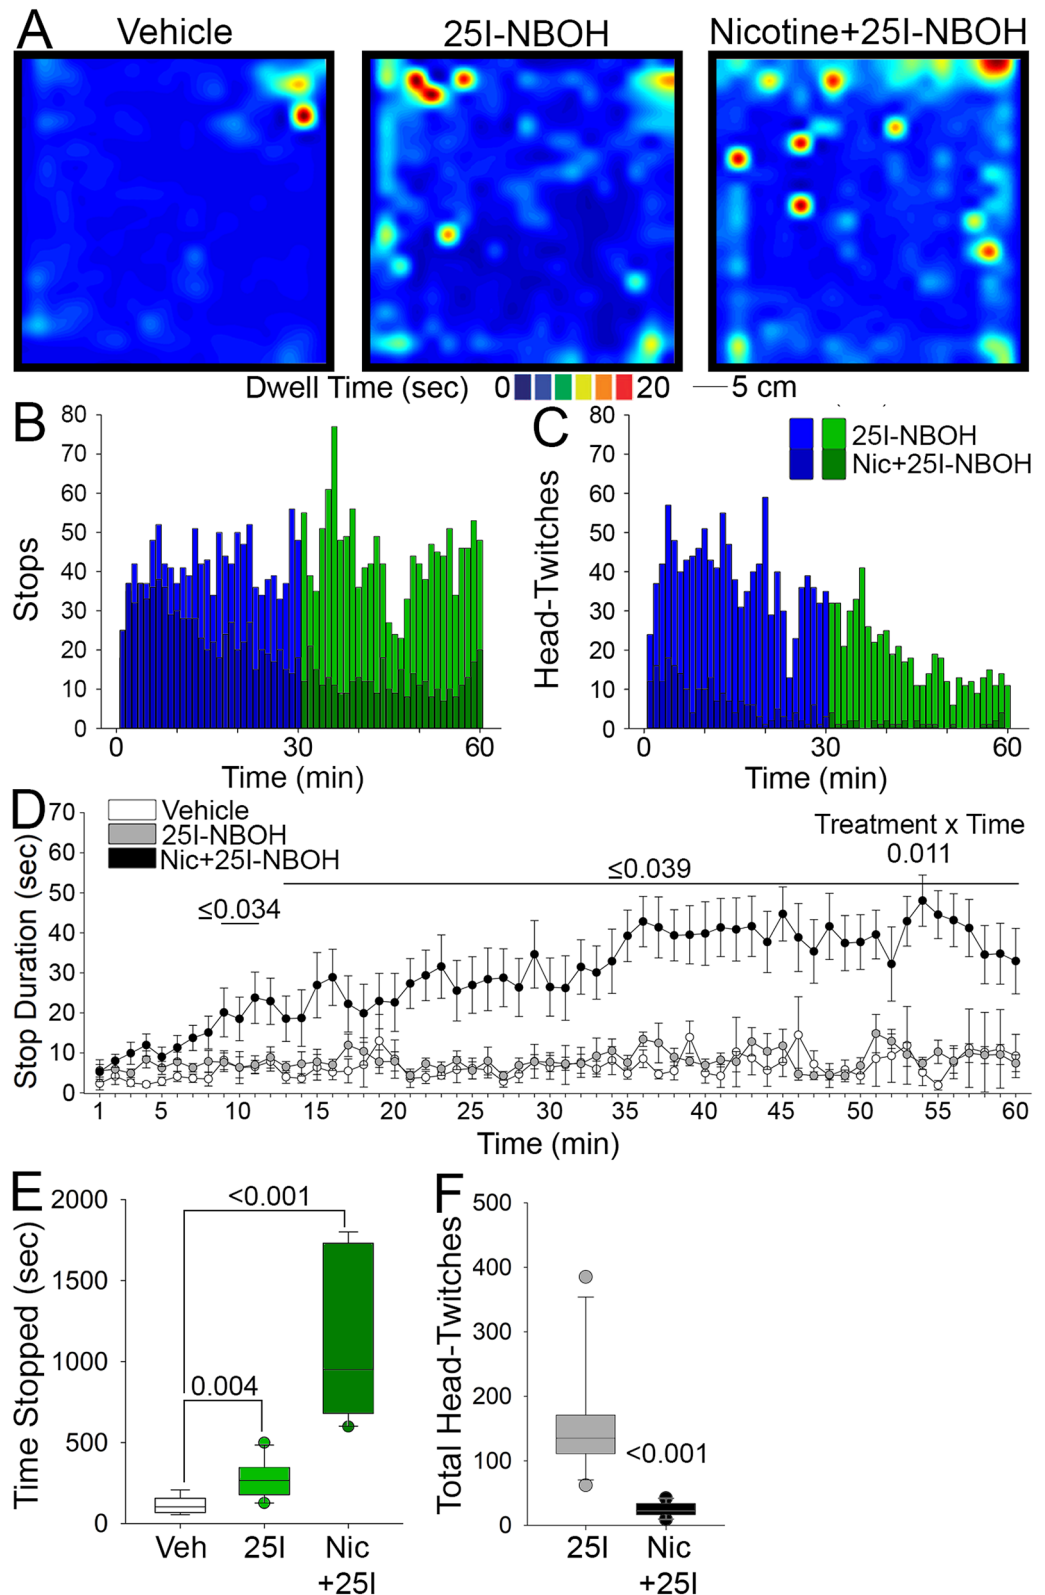 A
Vehicle
25I-NBOH
Nicotine+25I-NBOH
Dwell Time (sec) 0 20 5 cm
B
Stops
80
70
60
50
40
30
20
10
0
0 30 60
Time (min)
C
Head-Twitches
80
70
60
50
40
30
20
10
0
25I-NBOH
Nic+25I-NBOH
0 30 60
Time (min)
D
Stop Duration (sec)
70
60
50
40
30
20
10
0
Vehicle
25I-NBOH
Nic+25I-NBOH
Treatment x Time
0.011
≤0.039
≤0.034
1 5 10 15 20 25 30 35 40 45 50 55 60
Time (min)
E
Time Stopped (sec)
2000
1500
1000
500
0
<0.001
0.004
Veh 25I Nic
+25I
F
Total Head-Twitches
500
400
300
200
100
0
<0.001
25I Nic
+25I